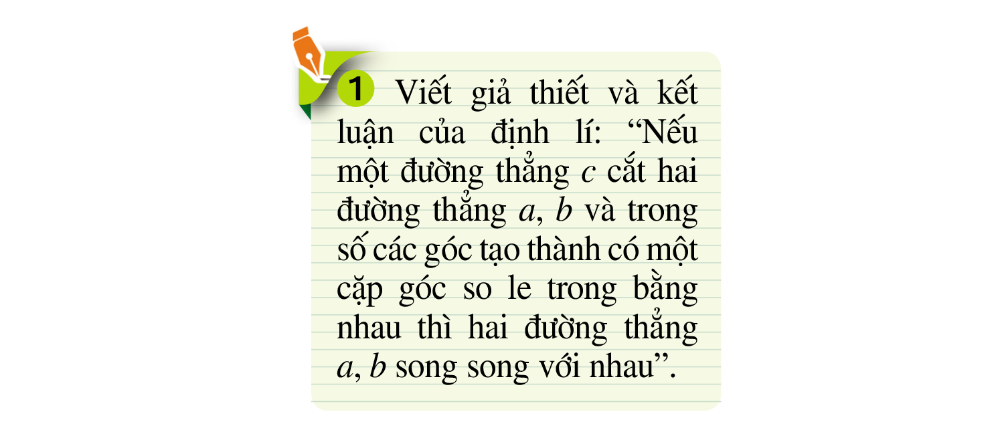 1 Viết giả thiết và kết
luận của định lí: “Nếu
một đường thẳng c cắt hai
đường thẳng a, b và trong
số các góc tạo thành có một
cặp góc so le trong bằng
nhau thì hai đường thẳng
a, b song song với nhau”.